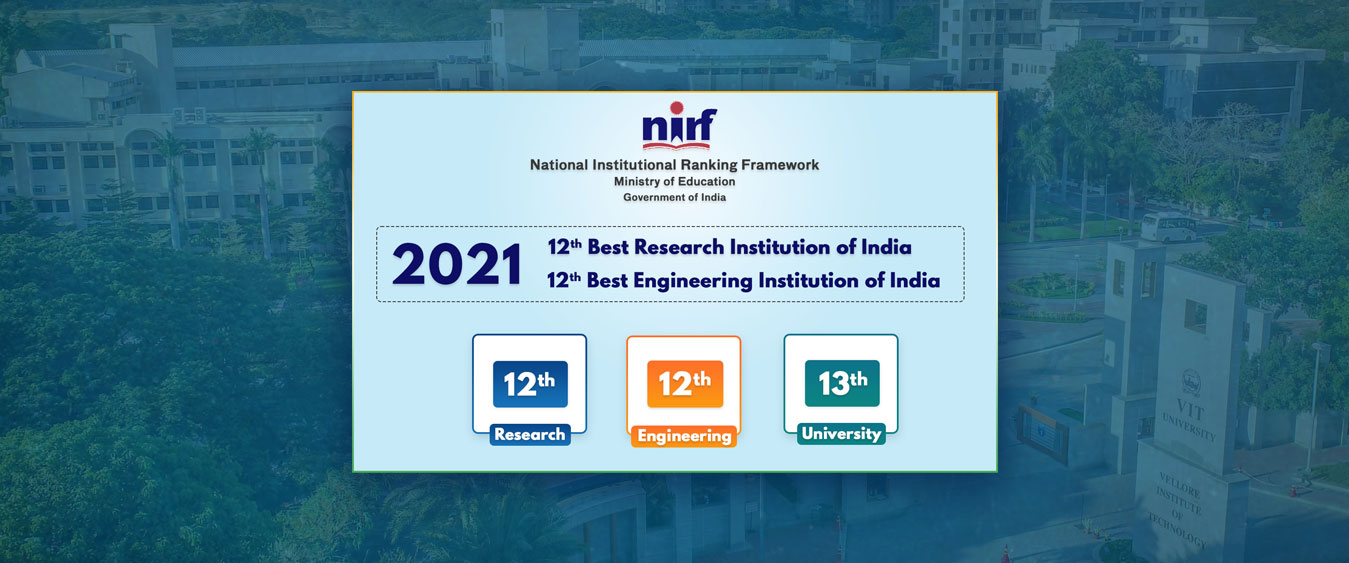 nirf
National Institutional Ranking Framework
Ministry of Education
Government of India
2021
12th Best Research Institution of India
12th Best Engineering Institution of India
12th
Research
12th
Engineering
13th
University
VIT
UNIVERSITY
VELLORE
INSTITUTE
OF
TECHNOLOGY